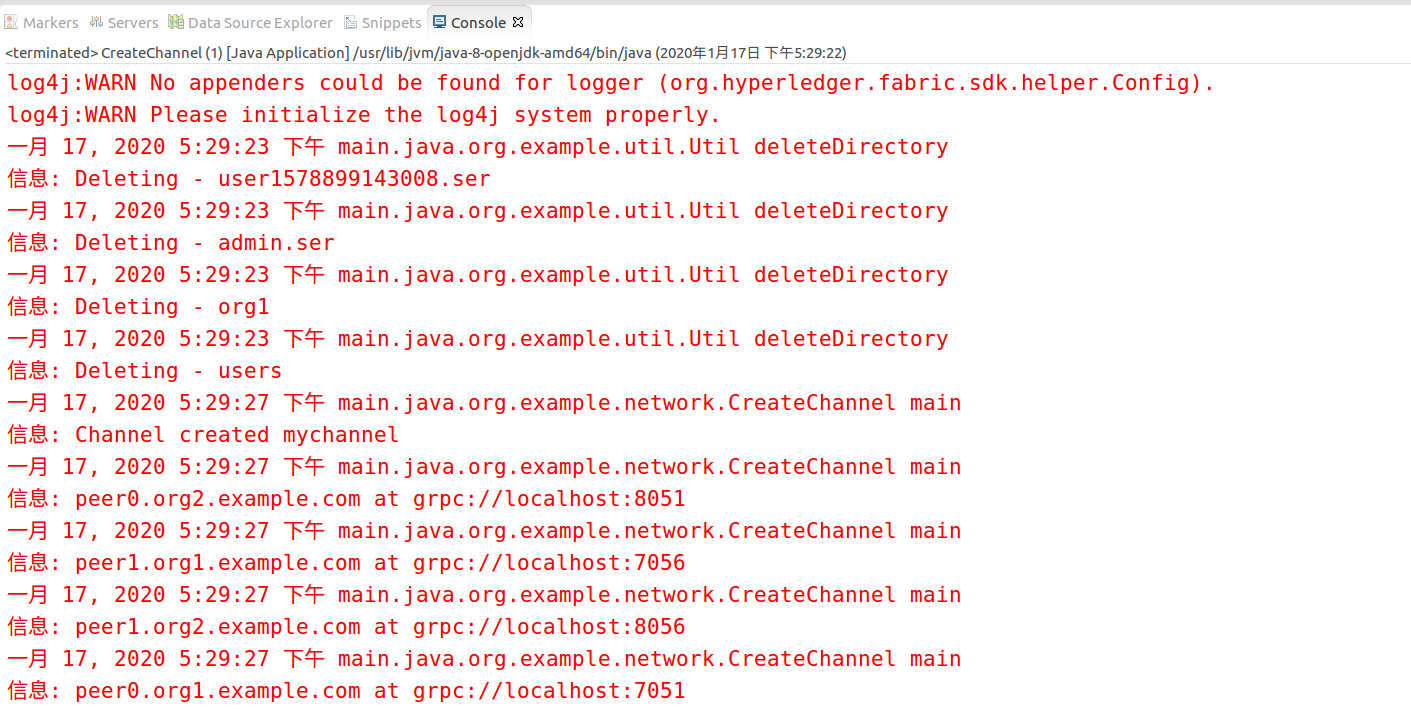 Markers Servers Data Source Explorer Snippets Console
<terminated> CreateChannel (1) [Java Application] /usr/lib/jvm/java-8-openjdk-amd64/bin/java (2020年1月17日 下午5:29:22)
log4j:WARN No appenders could be found for logger (org.hyperledger.fabric.sdk.helper.Config).
log4j:WARN Please initialize the log4j system properly.
一月 17, 2020 5:29:23 下午 main.java.org.example.util.Util deleteDirectory
信息: Deleting - user1578899143008.ser
一月 17, 2020 5:29:23 下午 main.java.org.example.util.Util deleteDirectory
信息: Deleting - admin.ser
一月 17, 2020 5:29:23 下午 main.java.org.example.util.Util deleteDirectory
信息: Deleting - org1
一月 17, 2020 5:29:23 下午 main.java.org.example.util.Util deleteDirectory
信息: Deleting - users
一月 17, 2020 5:29:27 下午 main.java.org.example.network.CreateChannel main
信息: Channel created mychannel
一月 17, 2020 5:29:27 下午 main.java.org.example.network.CreateChannel main
信息: peer0.org2.example.com at grpc://localhost:8051
一月 17, 2020 5:29:27 下午 main.java.org.example.network.CreateChannel main
信息: peer1.org1.example.com at grpc://localhost:7056
一月 17, 2020 5:29:27 下午 main.java.org.example.network.CreateChannel main
信息: peer1.org2.example.com at grpc://localhost:8056
一月 17, 2020 5:29:27 下午 main.java.org.example.network.CreateChannel main
信息: peer0.org1.example.com at grpc://localhost:7051